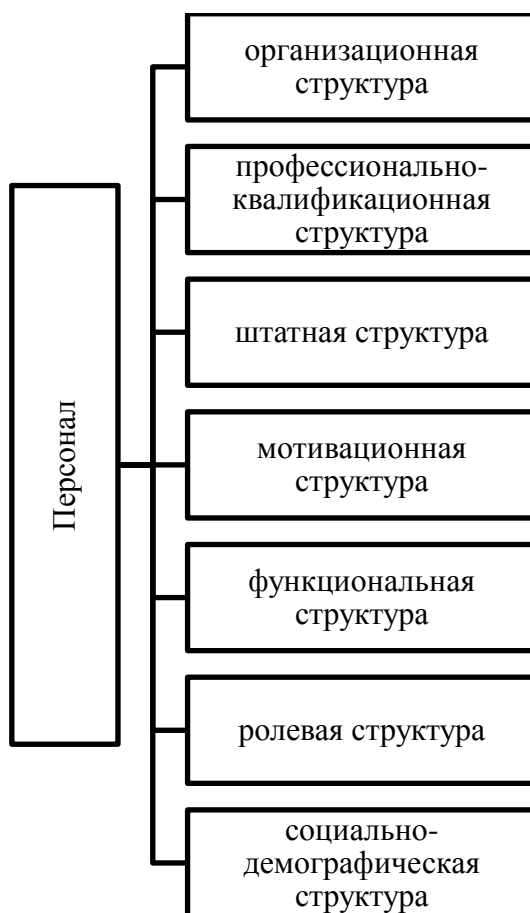 организационная
структура
профессионально-
квалификационная
структура
штатная структура
Персонал
мотивационная
структура
функциональная
структура
ролевая структура
социально-
демографическая
структура